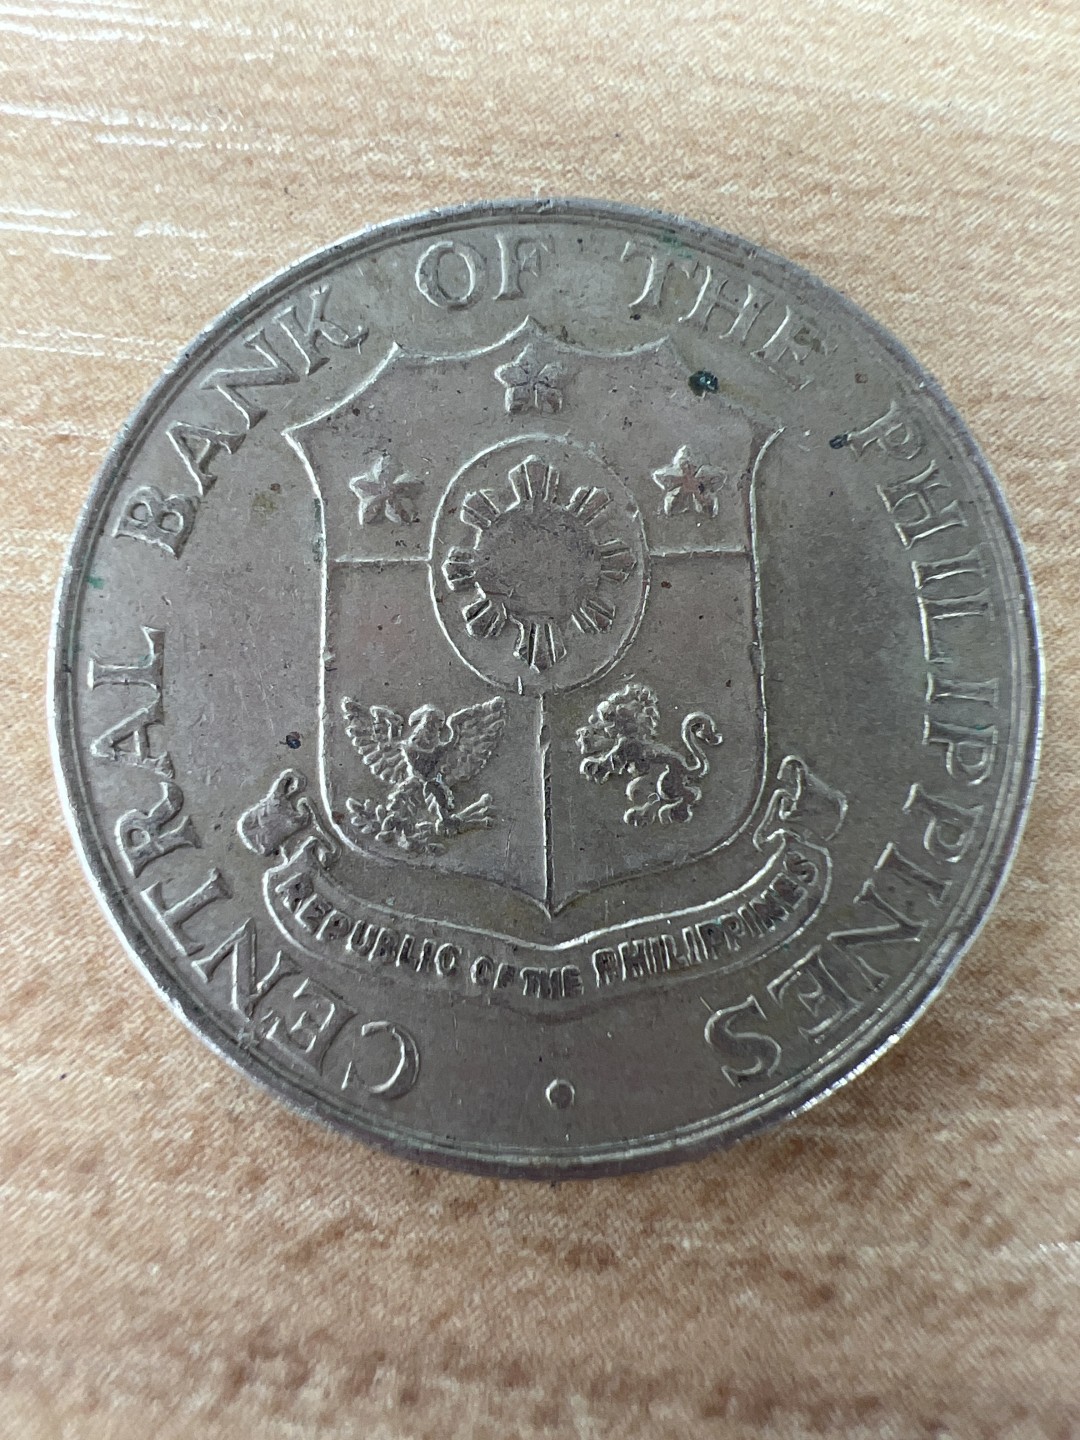 CENTRAL BANK OF THE PHILIPPINES
REPUBLIC OF THE PHILIPPINES